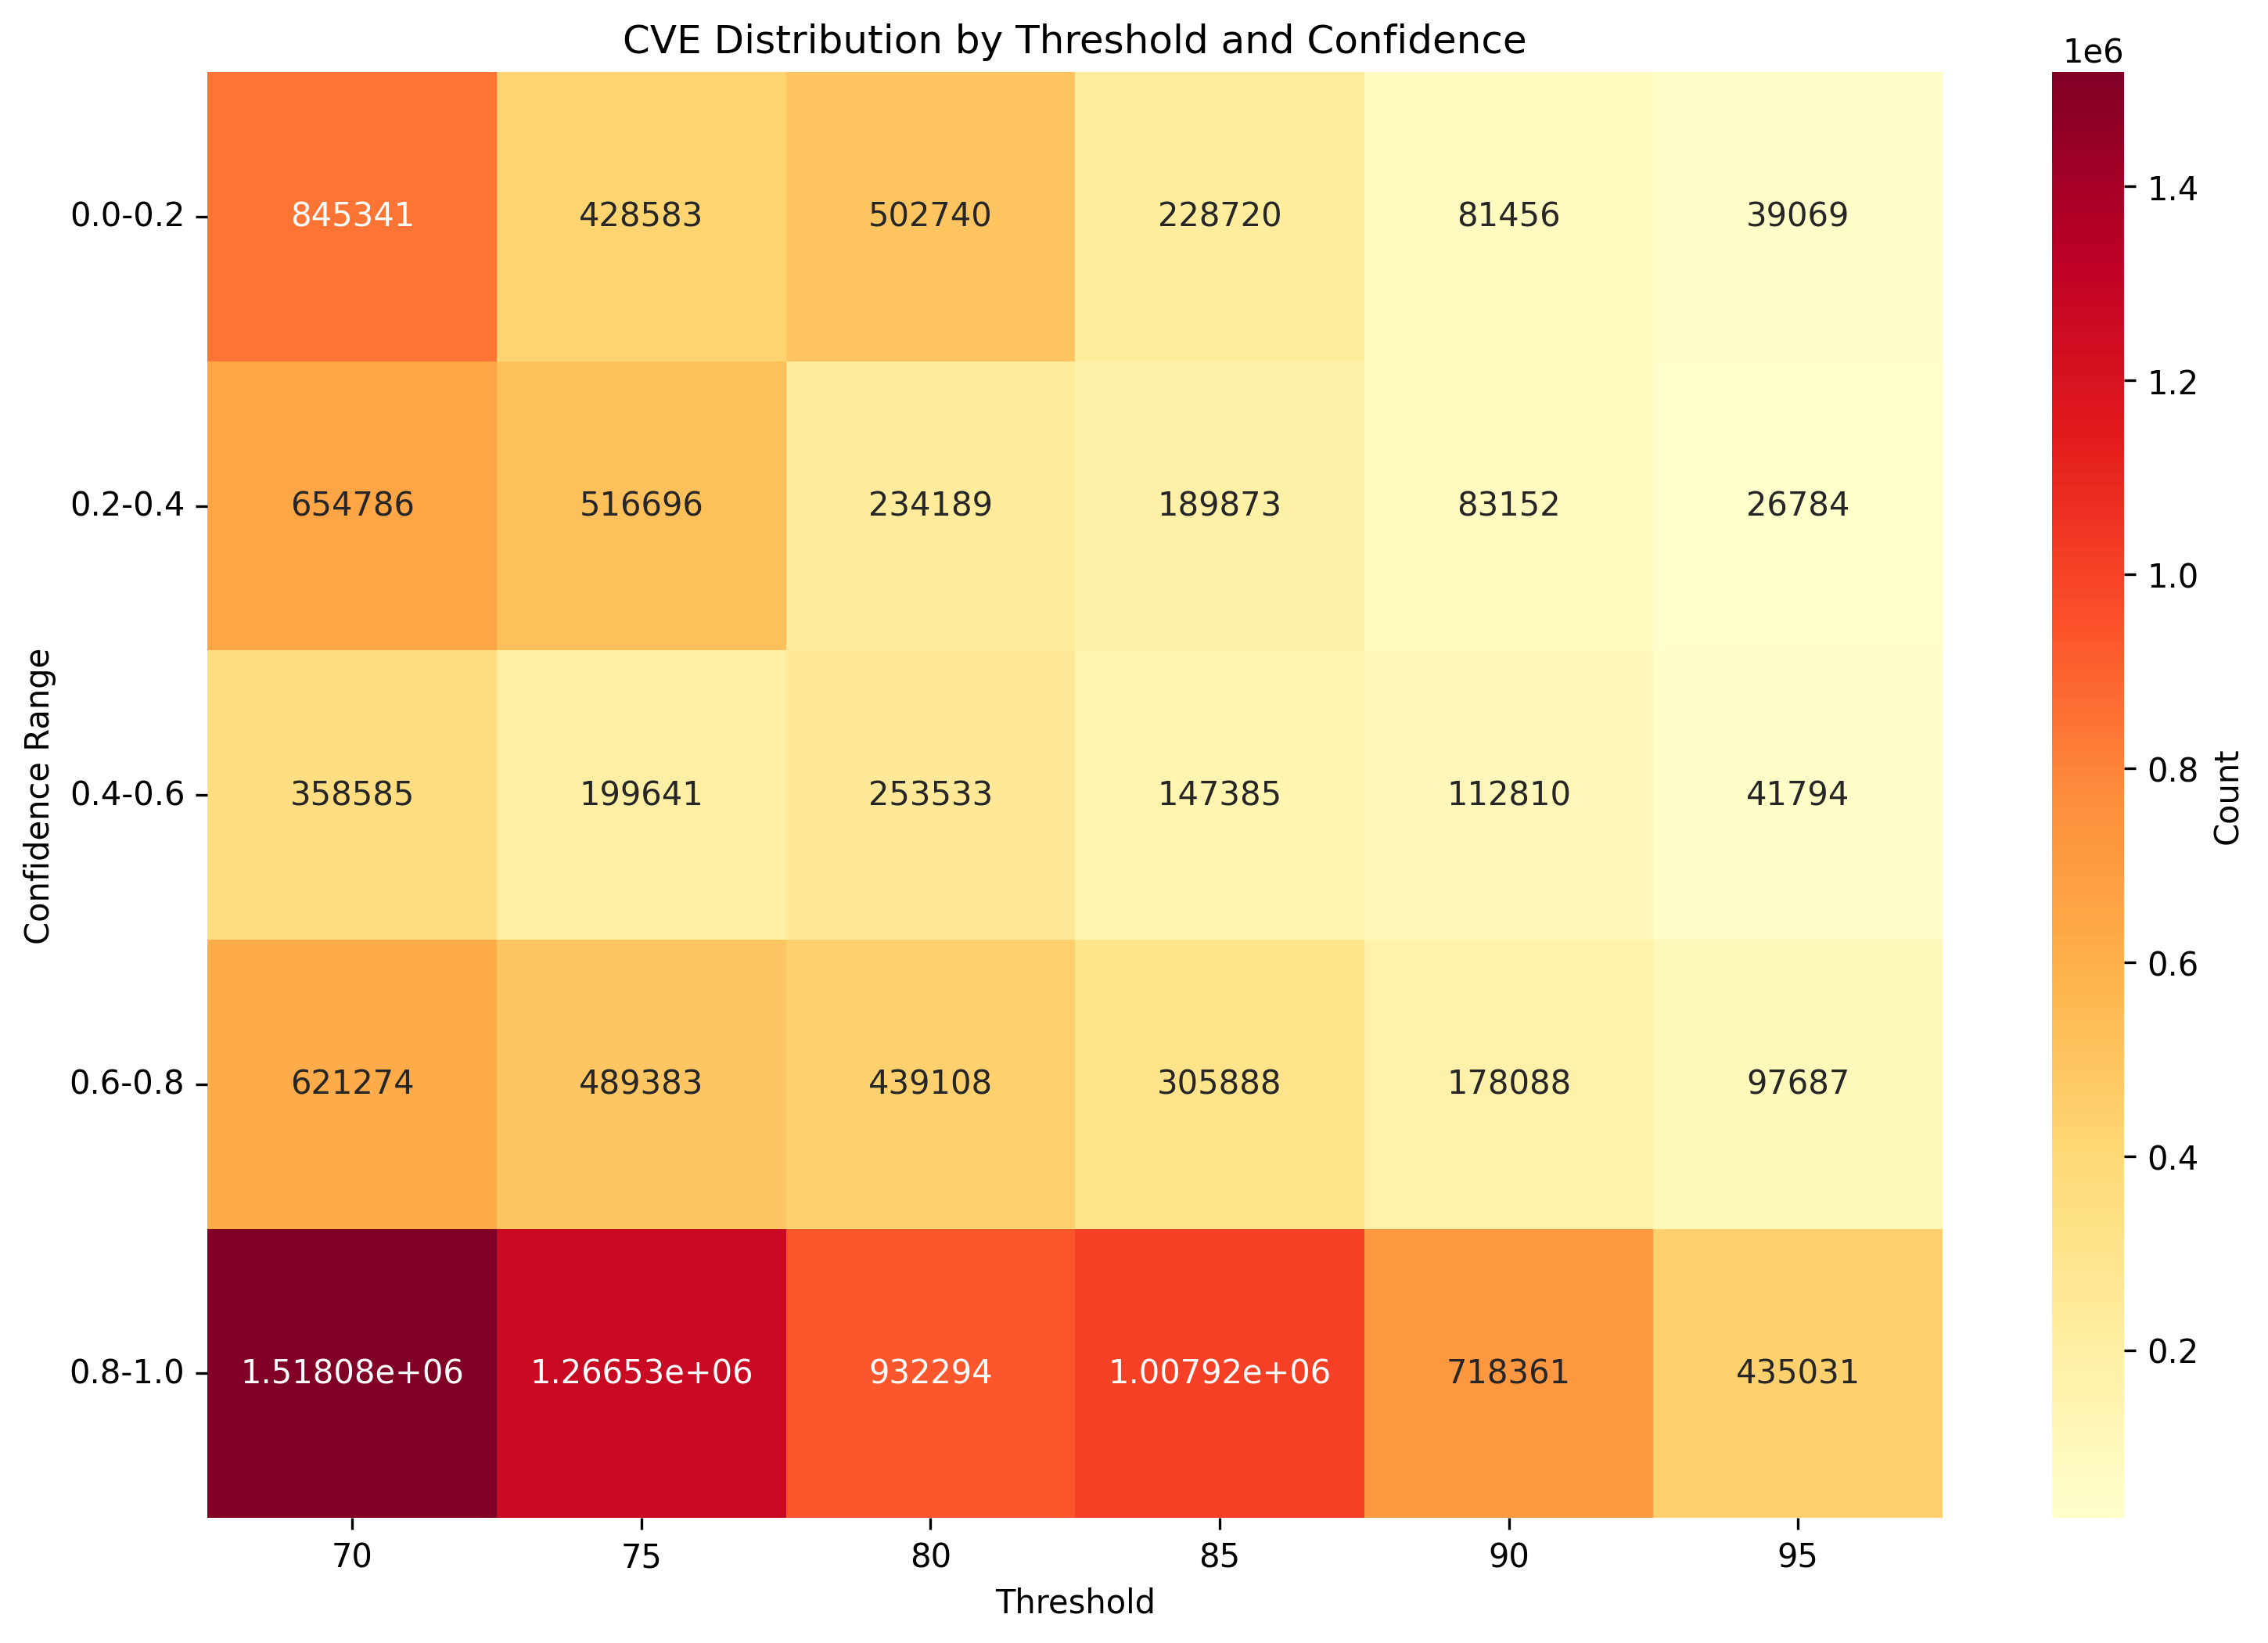 CVE Distribution by Threshold and Confidence
1e6
0.0-0.2 845341 428583 502740 228720 81456 39069
0.2-0.4 654786 516696 234189 189873 83152 26784
0.4-0.6 358585 199641 253533 147385 112810 41794
0.6-0.8 621274 489383 439108 305888 178088 97687
0.8-1.0 1.51808e+06 1.26653e+06 932294 1.00792e+06 718361 435031
70 75 80 85 90 95
Threshold
Confidence Range
1.4
1.2
1.0
0.8
0.6
0.4
0.2
Count